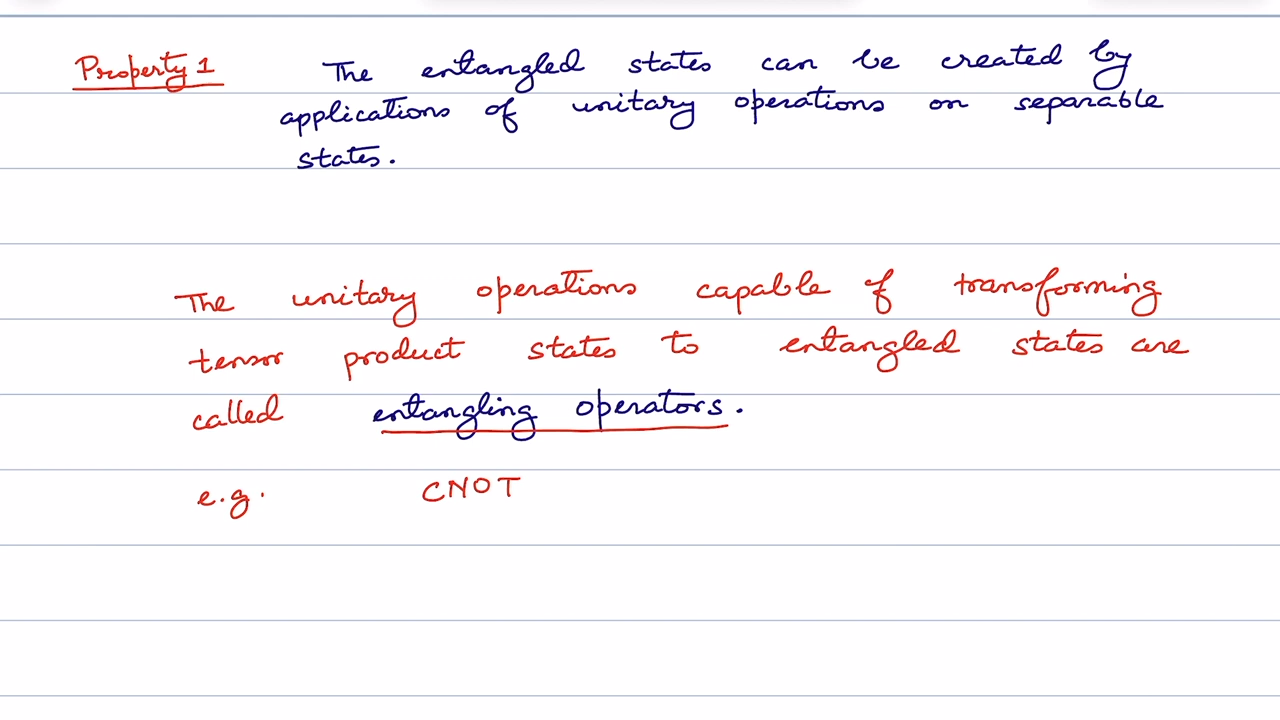 Property 1 The entangled states can be created by
applications of unitary operations on separable
states.
The unitary operations capable of transforming
tensor product states to entangled states are
called entangling operators.
e.g. CNOT